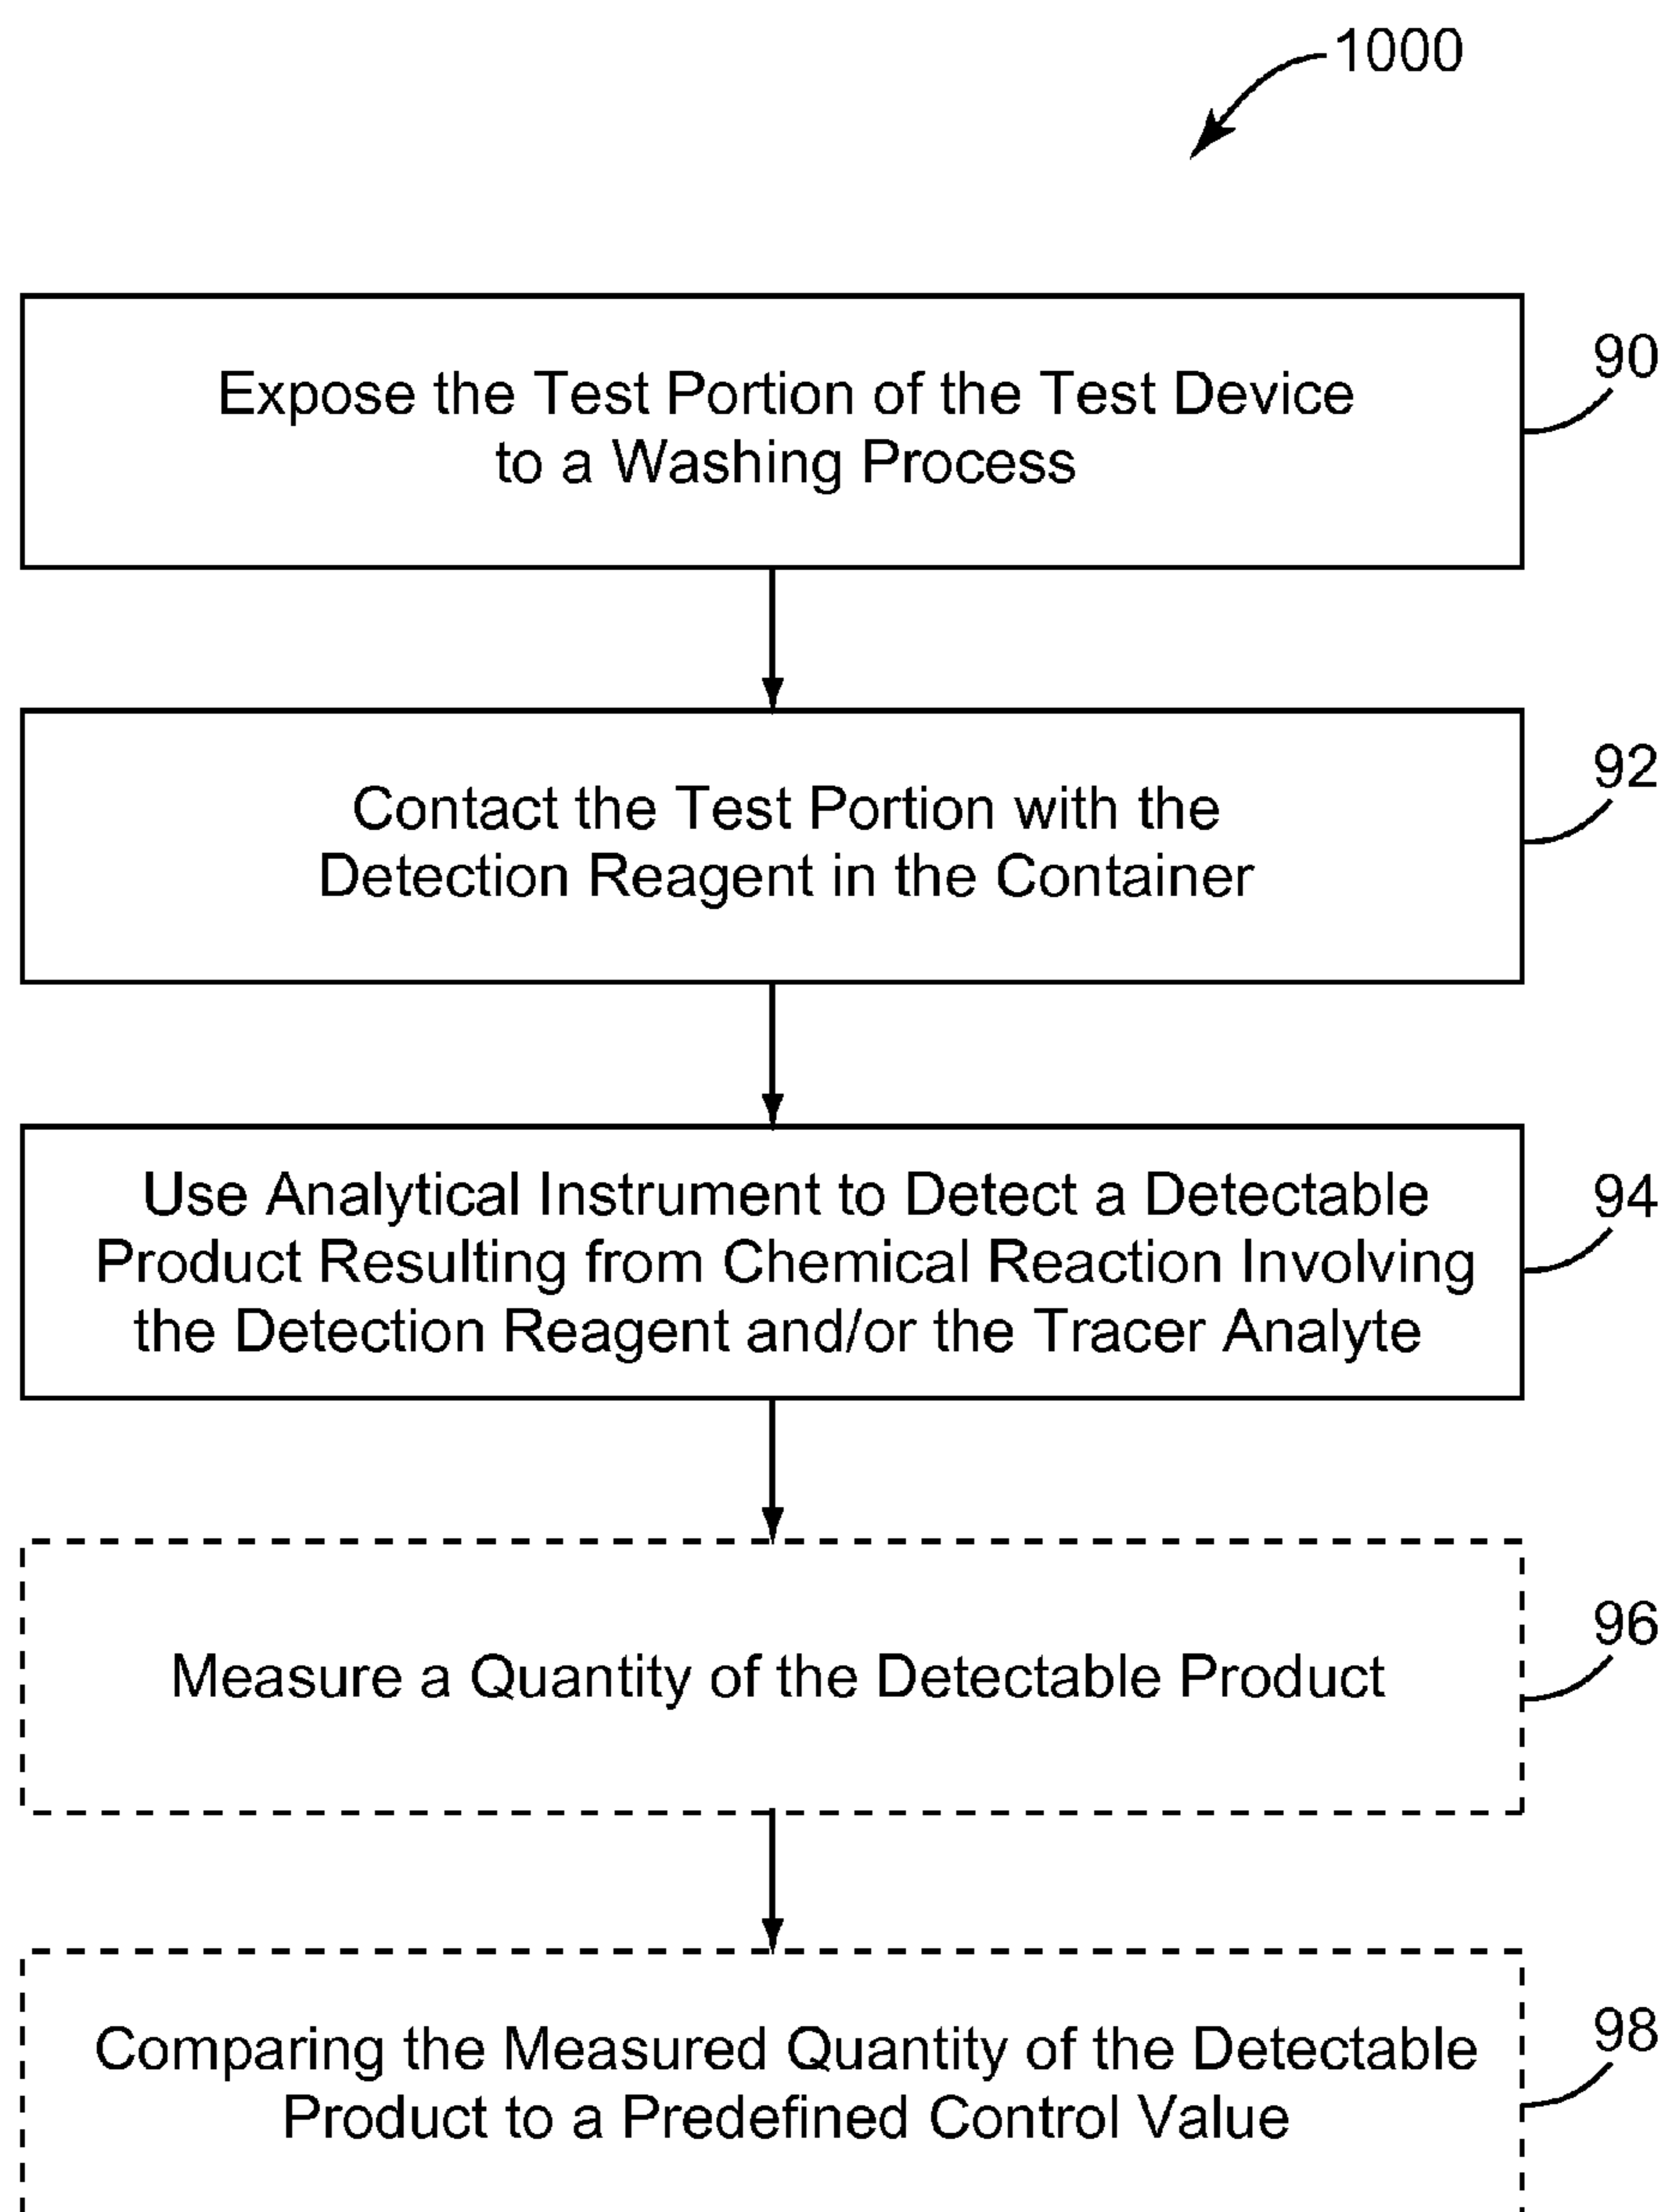 1000
90
Expose the Test Portion of the Test Device
to a Washing Process
92
Contact the Test Portion with the
Detection Reagent in the Container
94
Use Analytical Instrument to Detect a Detectable
Product Resulting from Chemical Reaction Involving
the Detection Reagent and/or the Tracer Analyte
96
Measure a Quantity of the Detectable Product
98
Comparing the Measured Quantity of the Detectable
Product to a Predefined Control Value